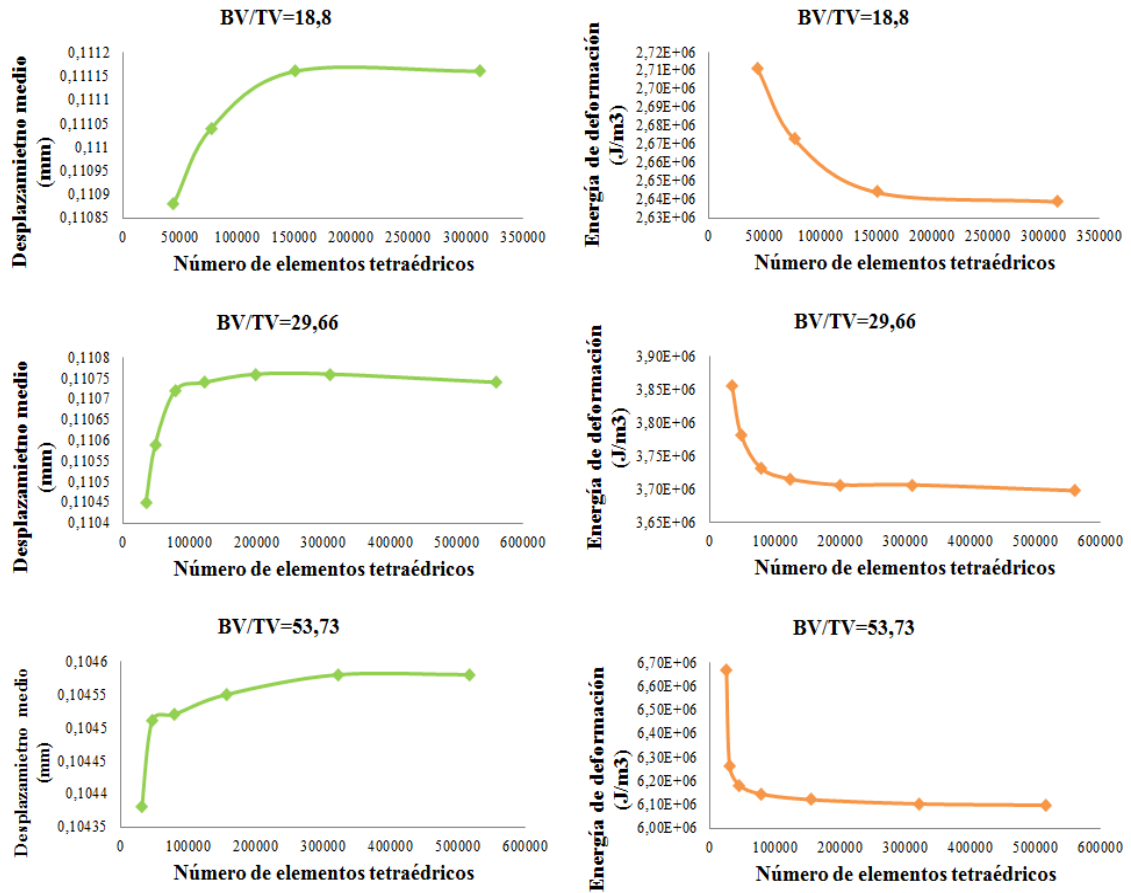 BV/TV=18,8
Desplazamietno medio
(mm)
0,1112
0,11115
0,1111
0,11105
0,111
0,11095
0,1109
0,11085
0 50000 100000 150000 200000 250000 300000 350000
Número de elementos tetraédricos
BV/TV=18,8
Energía de deformación
(J/m3)
2,72E+06
2,71E+06
2,70E+06
2,69E+06
2,68E+06
2,67E+06
2,66E+06
2,65E+06
2,64E+06
2,63E+06
0 50000 100000 150000 200000 250000 300000 350000
Número de elementos tetraédricos
BV/TV=29,66
Desplazamietno medio
(mm)
0,1108
0,11075
0,1107
0,11065
0,1106
0,11055
0,1105
0,11045
0,1104
0 100000 200000 300000 400000 500000 600000
Número de elementos tetraédricos
BV/TV=29,66
Energía de deformación
(J/m3)
3,90E+06
3,85E+06
3,80E+06
3,75E+06
3,70E+06
3,65E+06
0 100000 200000 300000 400000 500000 600000
Número de elementos tetraédricos
BV/TV=53,73
Desplazamietno medio
(mm)
0,1046
0,10455
0,1045
0,10445
0,1044
0,10435
0 100000 200000 300000 400000 500000 600000
Número de elementos tetraédricos
BV/TV=53,73
Energía de deformación
(J/m3)
6,70E+06
6,60E+06
6,50E+06
6,40E+06
6,30E+06
6,20E+06
6,10E+06
6,00E+06
0 100000 200000 300000 400000 500000 600000
Número de elementos tetraédricos